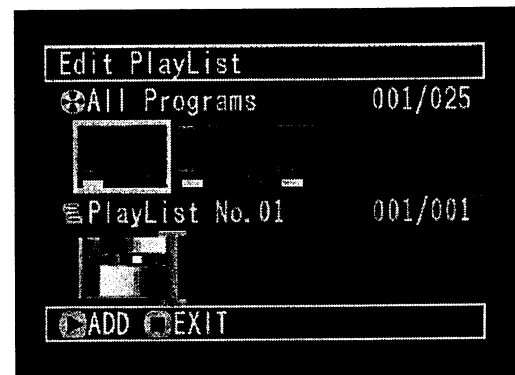 Edit PlayList
All Programs 001/025
PlayList No.01 001/001
ADD EXIT